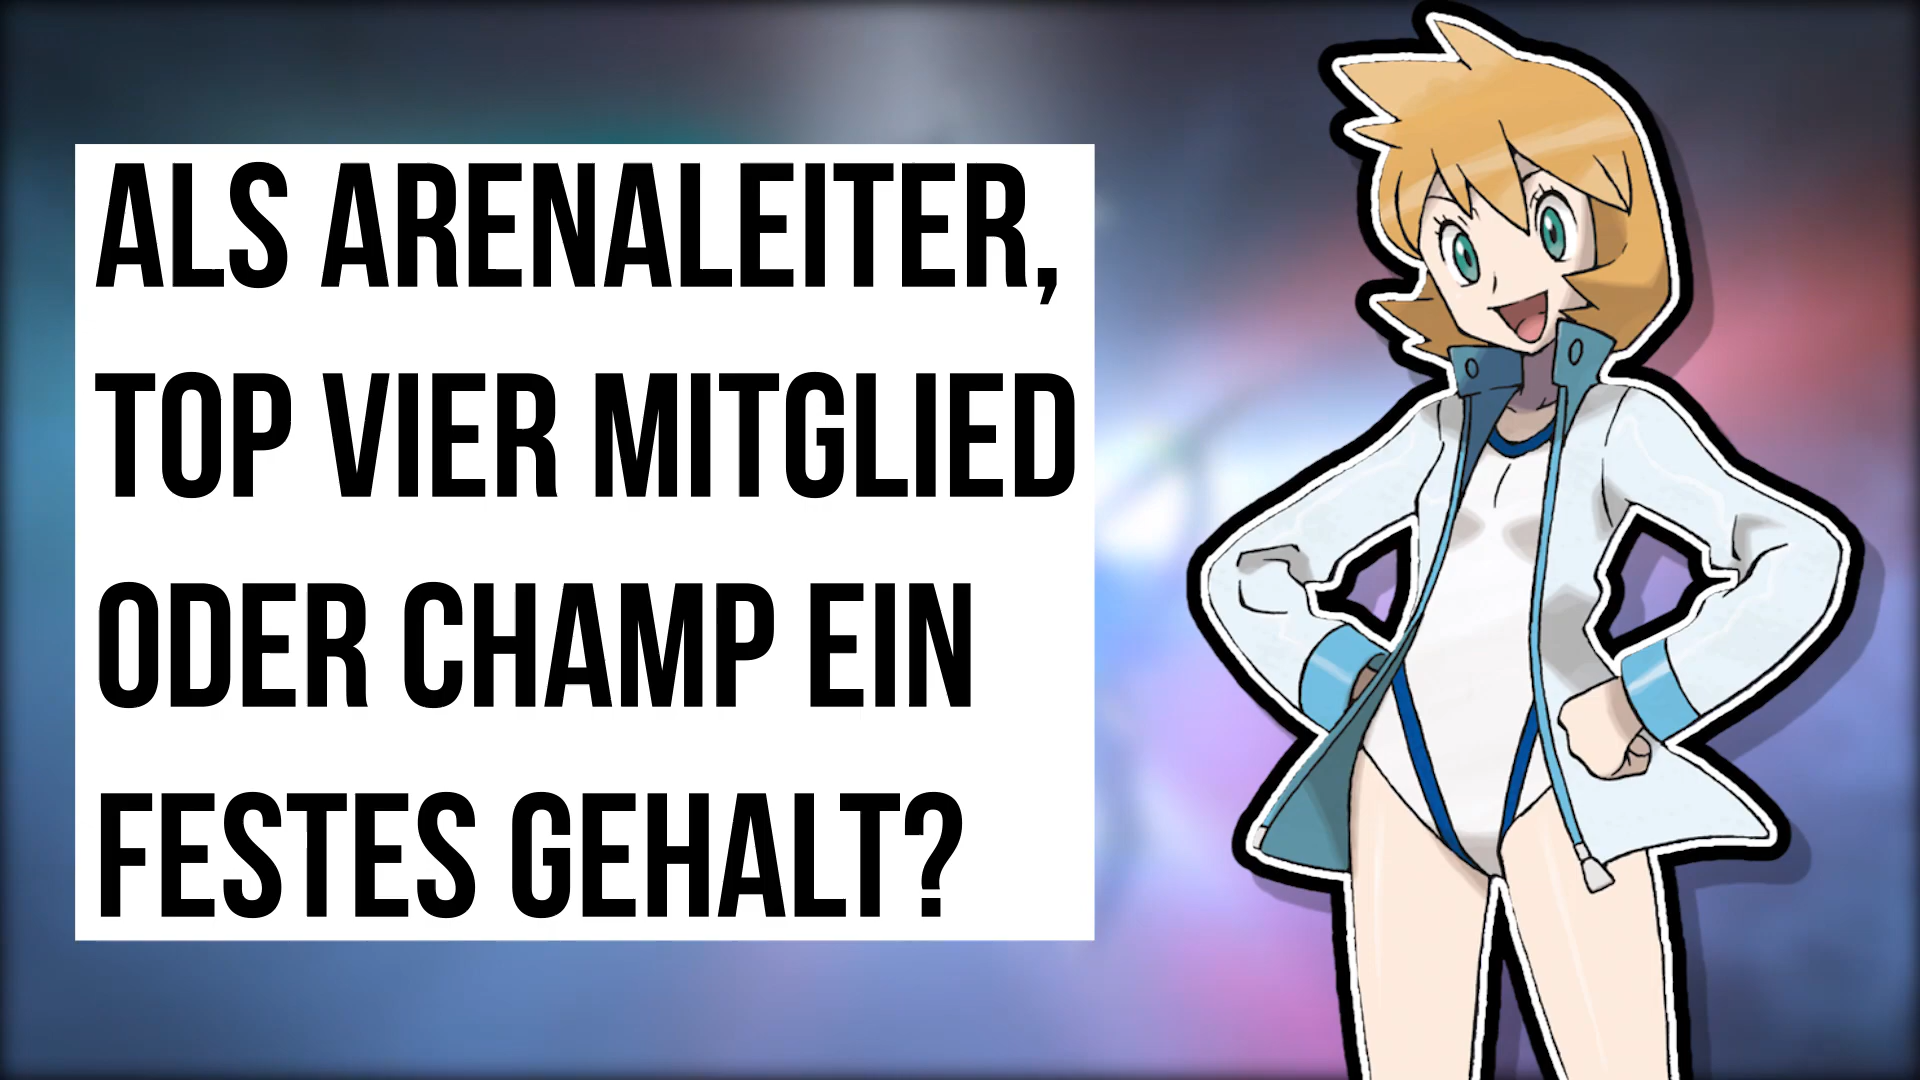 ALS ARENALEITER,
TOP VIER MITGLIED
ODER CHAMP EIN
FESTES GEHALT?